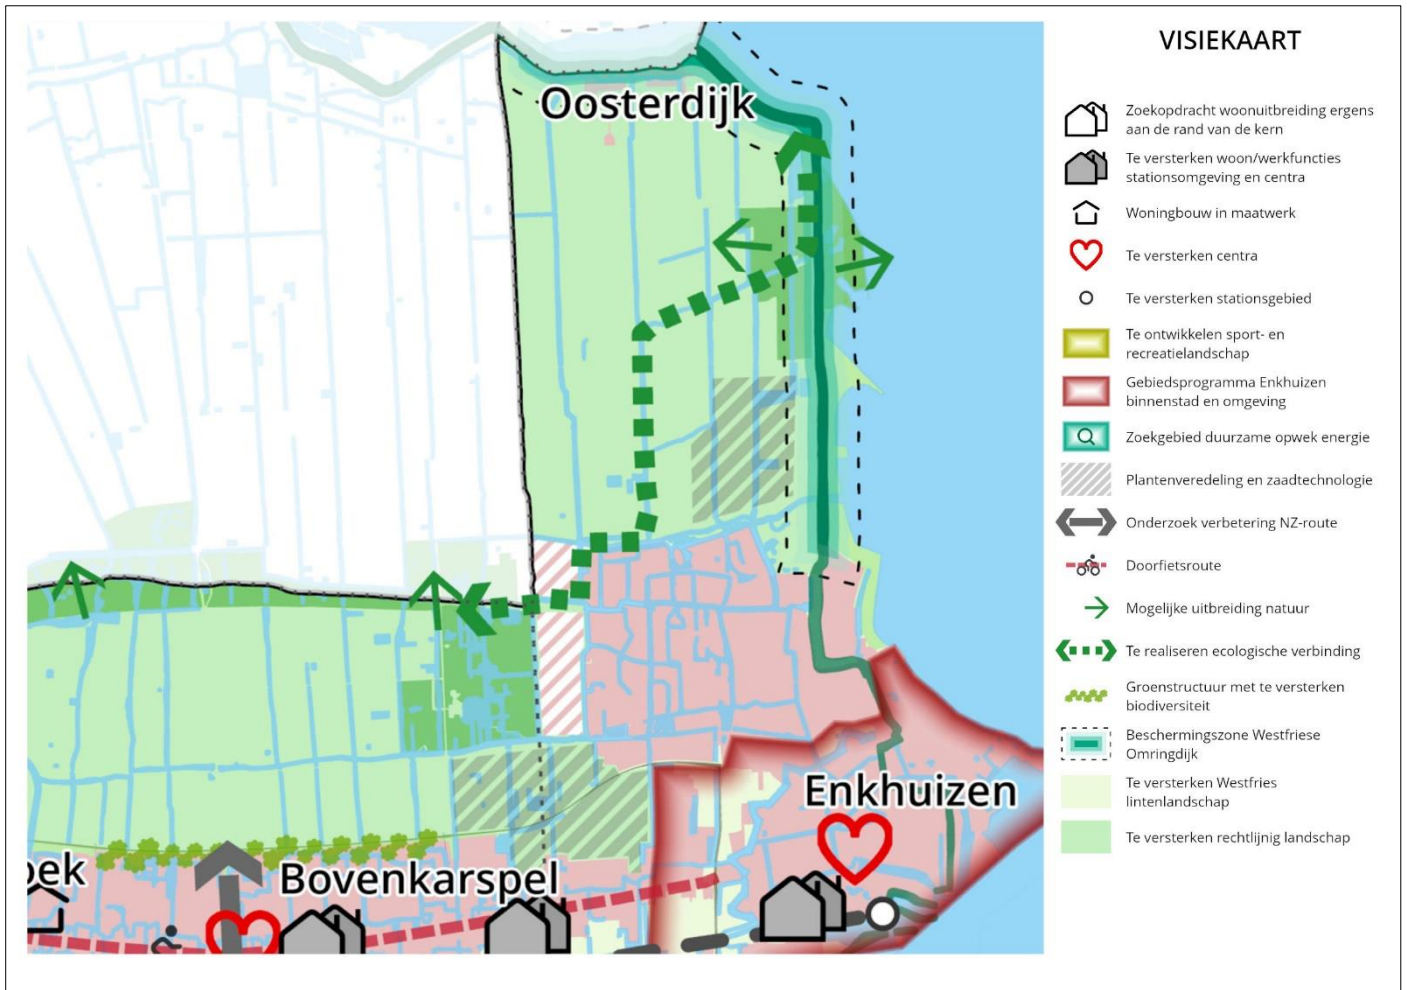 VISIEKAART
Oosterdijk
Enkhuizen
Bovenkarspel
oek
Zoekopdracht woonuitbreiding ergens
aan de rand van de kern
Te versterken woon/werkfuncties
stationsomgeving en centra
Woningbouw in maatwerk
Te versterken centra
Te versterken stationsgebied
Te ontwikkelen sport- en
recreatielandschap
Gebiedsprogramma Enkhuizen
binnenstad en omgeving
Zoekgebied duurzame opwek energie
Plantenveredeling en zaadtechnologie
Onderzoek verbetering NZ-route
Doorfietsroute
Mogelijke uitbreiding natuur
Te realiseren ecologische verbinding
Groenstructuur met te versterken
biodiversiteit
Beschermingszone Westfriese
Omringdijk
Te versterken Westfries
lintenlandschap
Te versterken rechtlijnig landschap